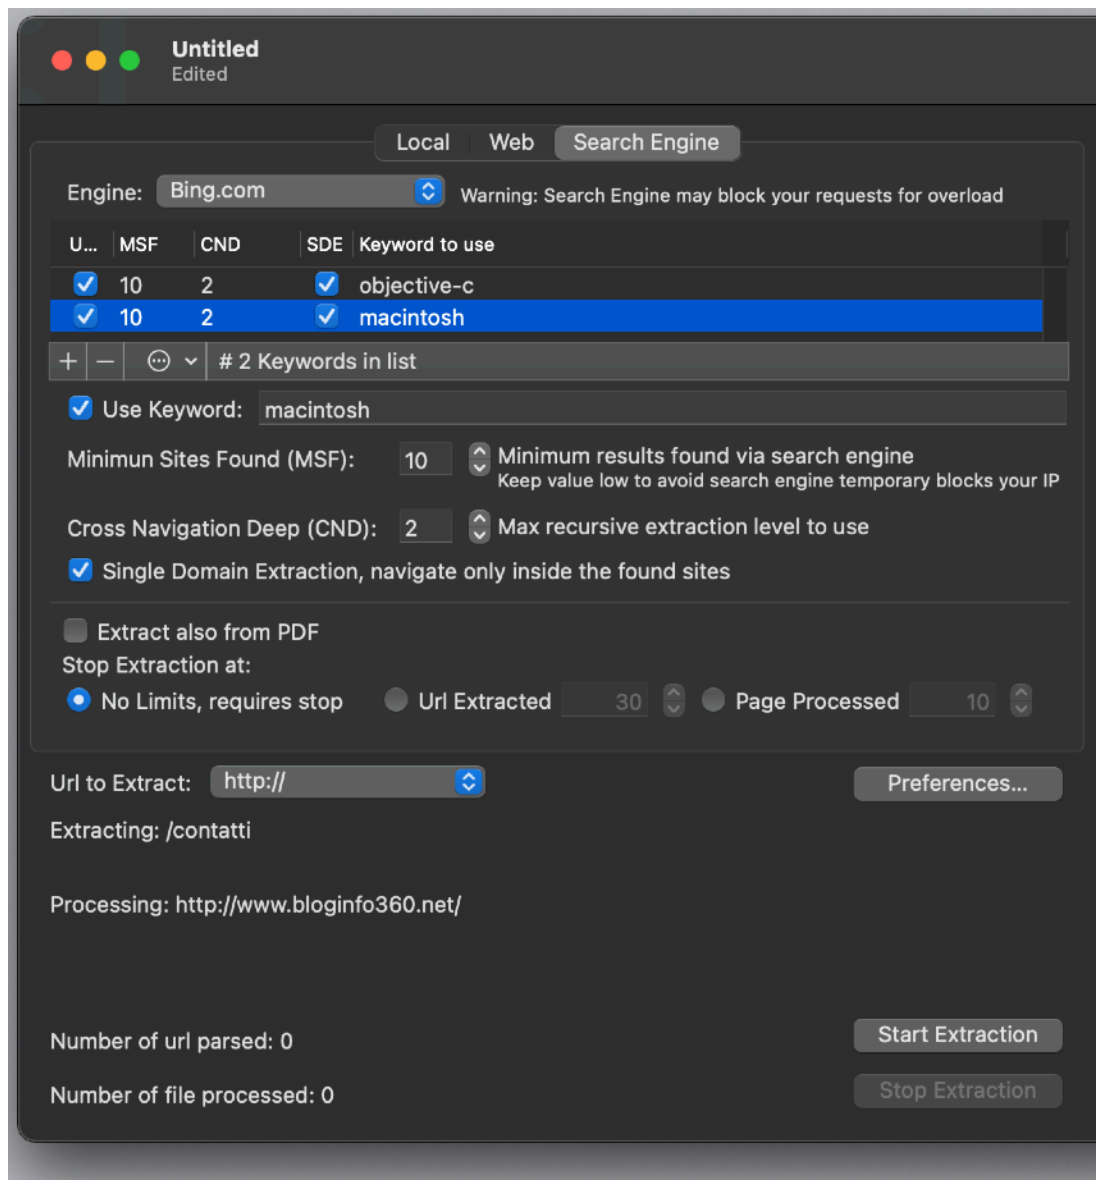 Untitled
Edited
Local Web Search Engine
Engine: Bing.com Warning: Search Engine may block your requests for overload
U... MSF CND SDE Keyword to use
10 2 objective-c
10 2 macintosh
+ − # 2 Keywords in list
Use Keyword: macintosh
Minimun Sites Found (MSF): 10 Minimum results found via search engine
Keep value low to avoid search engine temporary blocks your IP
Cross Navigation Deep (CND): 2 Max recursive extraction level to use
Single Domain Extraction, navigate only inside the found sites
Extract also from PDF
Stop Extraction at:
No Limits, requires stop Url Extracted 30 Page Processed 10
Url to Extract: http:// Preferences...
Extracting: /contatti
Processing: http://www.bloginfo360.net/
Number of url parsed: 0 Start Extraction
Number of file processed: 0 Stop Extraction